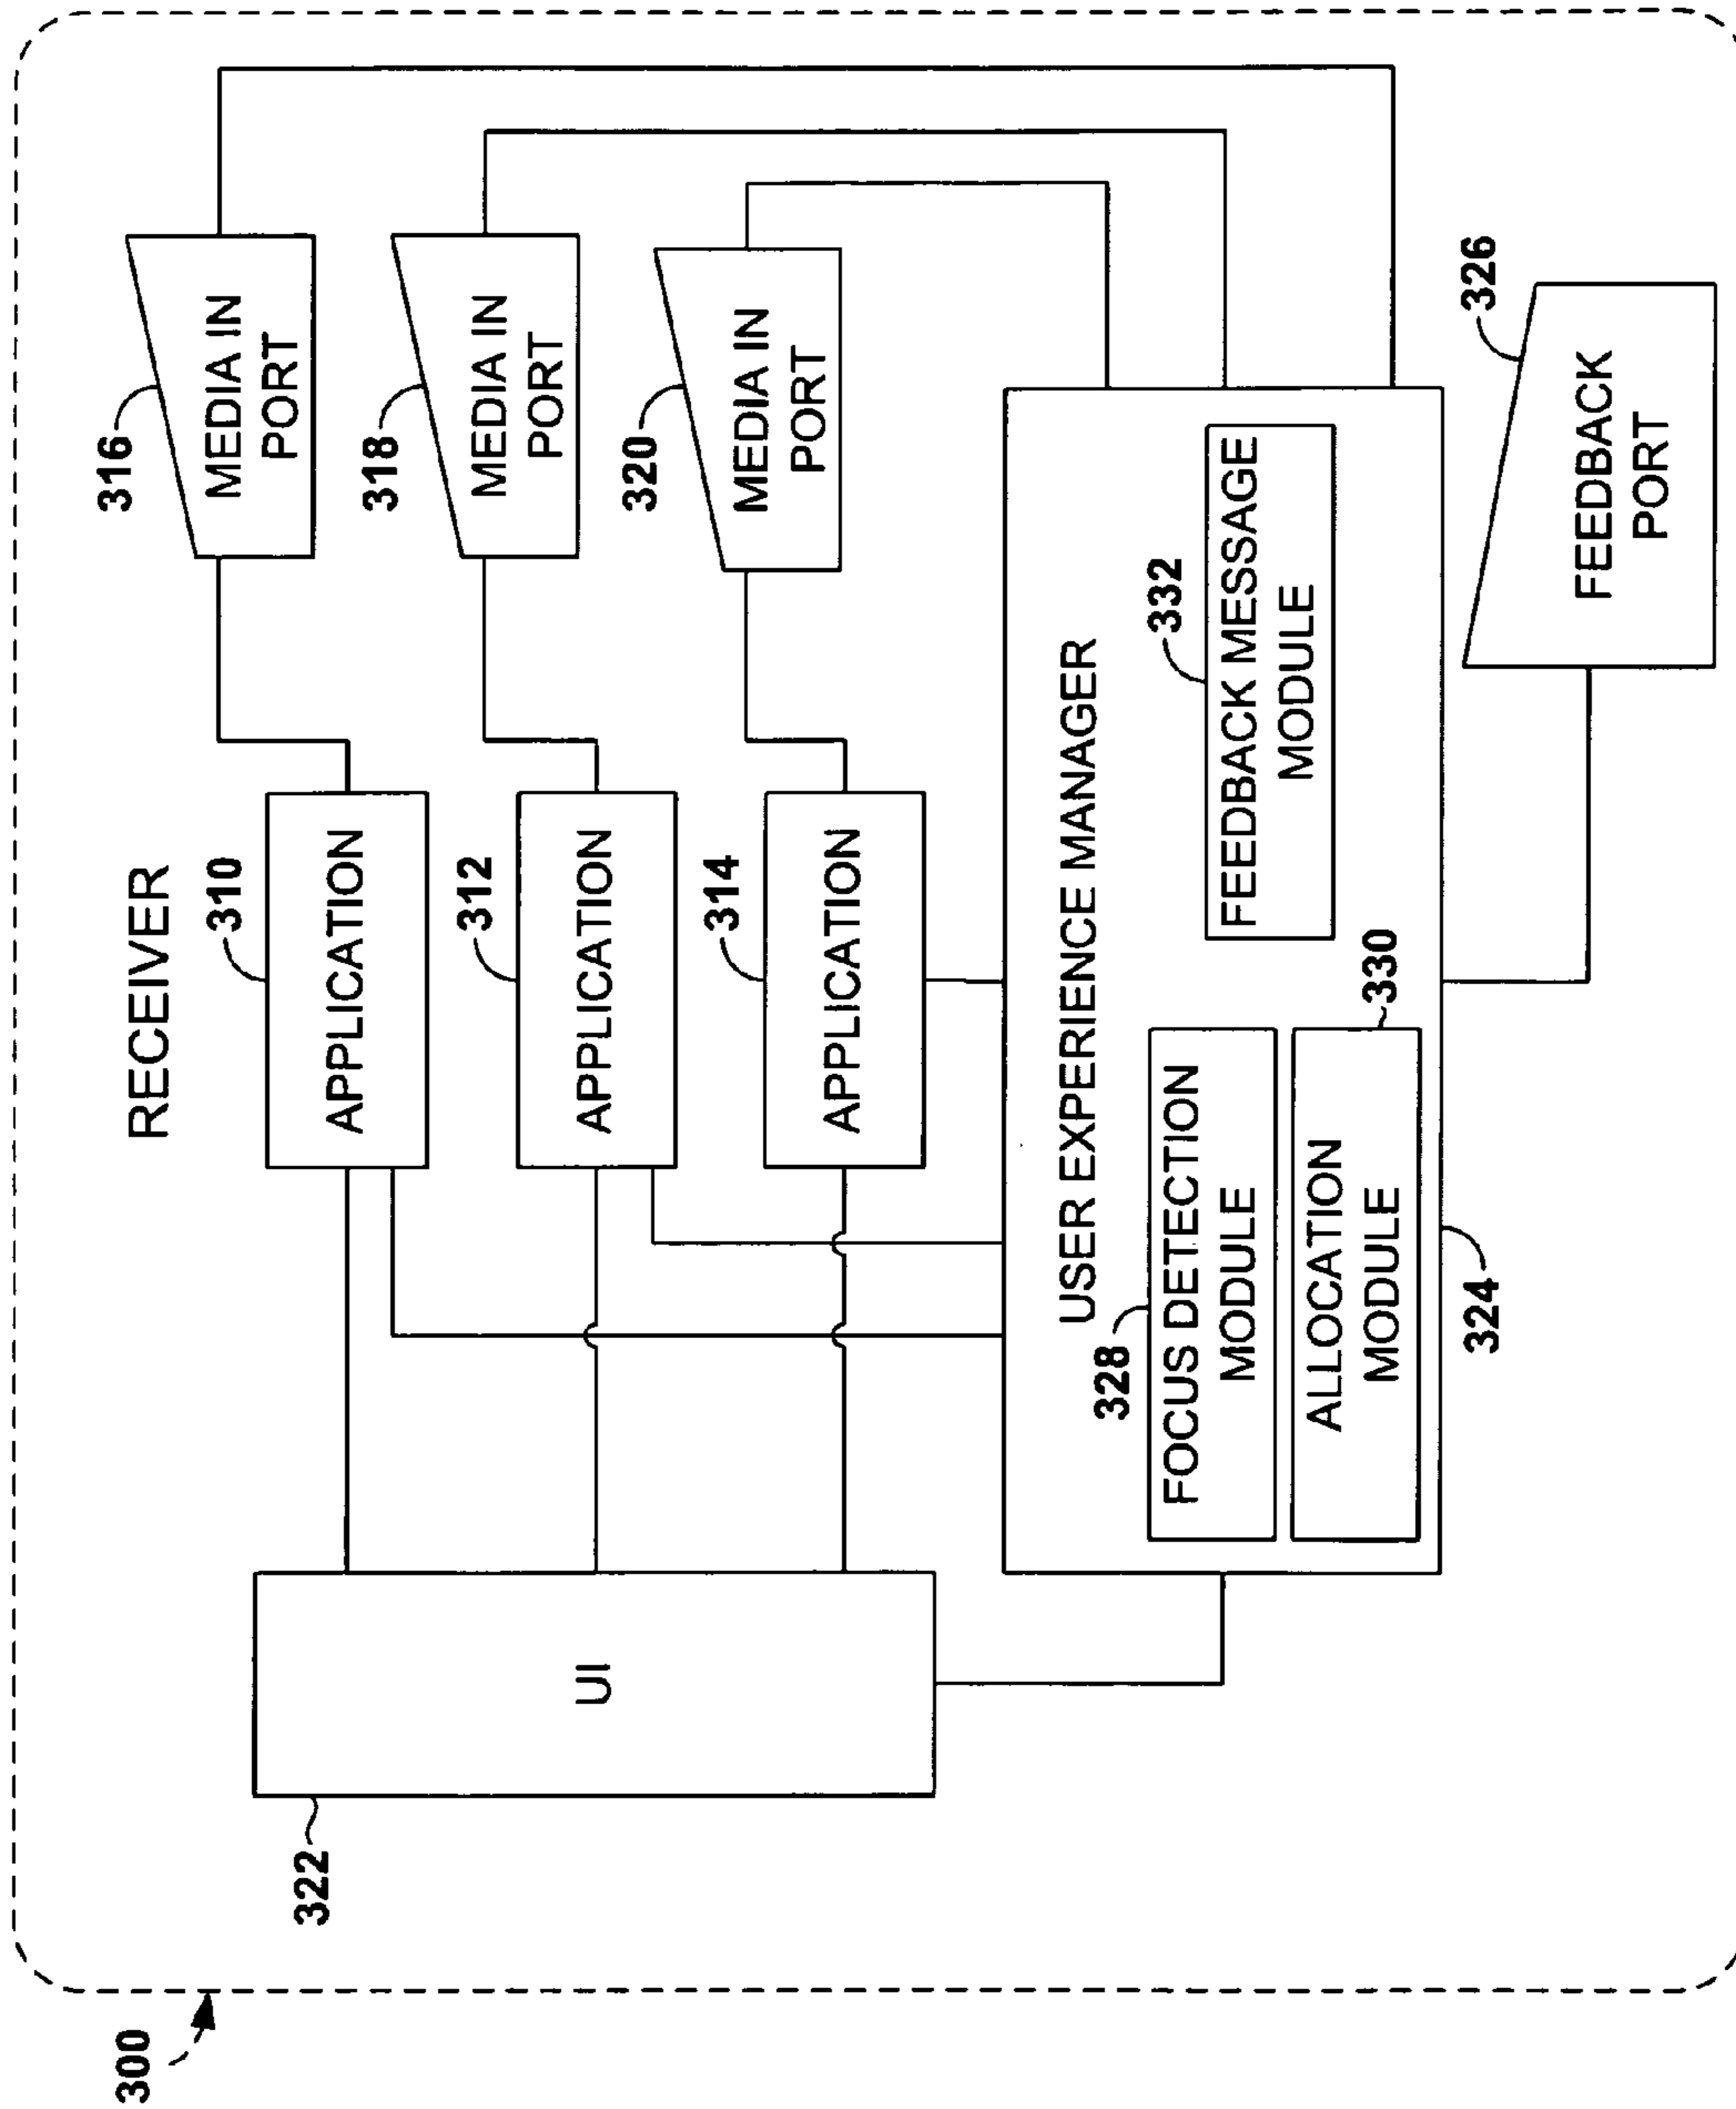 300
RECEIVER
322
UI
310
APPLICATION
316
MEDIA IN
PORT
312
APPLICATION
318
MEDIA IN
PORT
314
APPLICATION
320
MEDIA IN
PORT
USER EXPERIENCE MANAGER
328
FOCUS DETECTION
MODULE
332
FEEDBACK MESSAGE
MODULE
ALLOCATION
MODULE
330
324
326
FEEDBACK
PORT